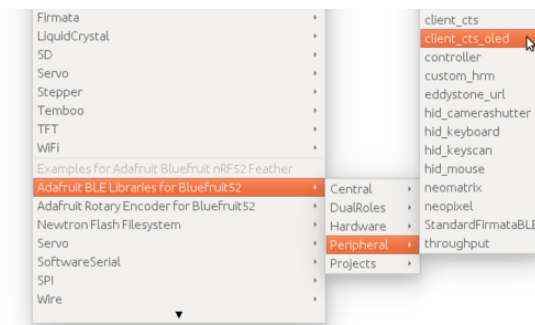 Firmata
LiquidCrystal
SD
Servo
Stepper
Temboo
TFT
WiFi
Examples for Adafruit Bluefruit nRF52 Feather
Adafruit BLE Libraries for Bluefruit52
Adafruit Rotary Encoder for Bluefruit52
Newtron Flash Filesystem
Servo
SoftwareSerial
SPI
Wire
Central
DualRoles
Hardware
Peripheral
Projects
client_cts
client_cts_oled
controller
custom_hrm
eddystone_url
hid_camerashutter
hid_keyboard
hid_keyscan
hid_mouse
neomatrix
neopixel
StandardFirmataBLE
throughput